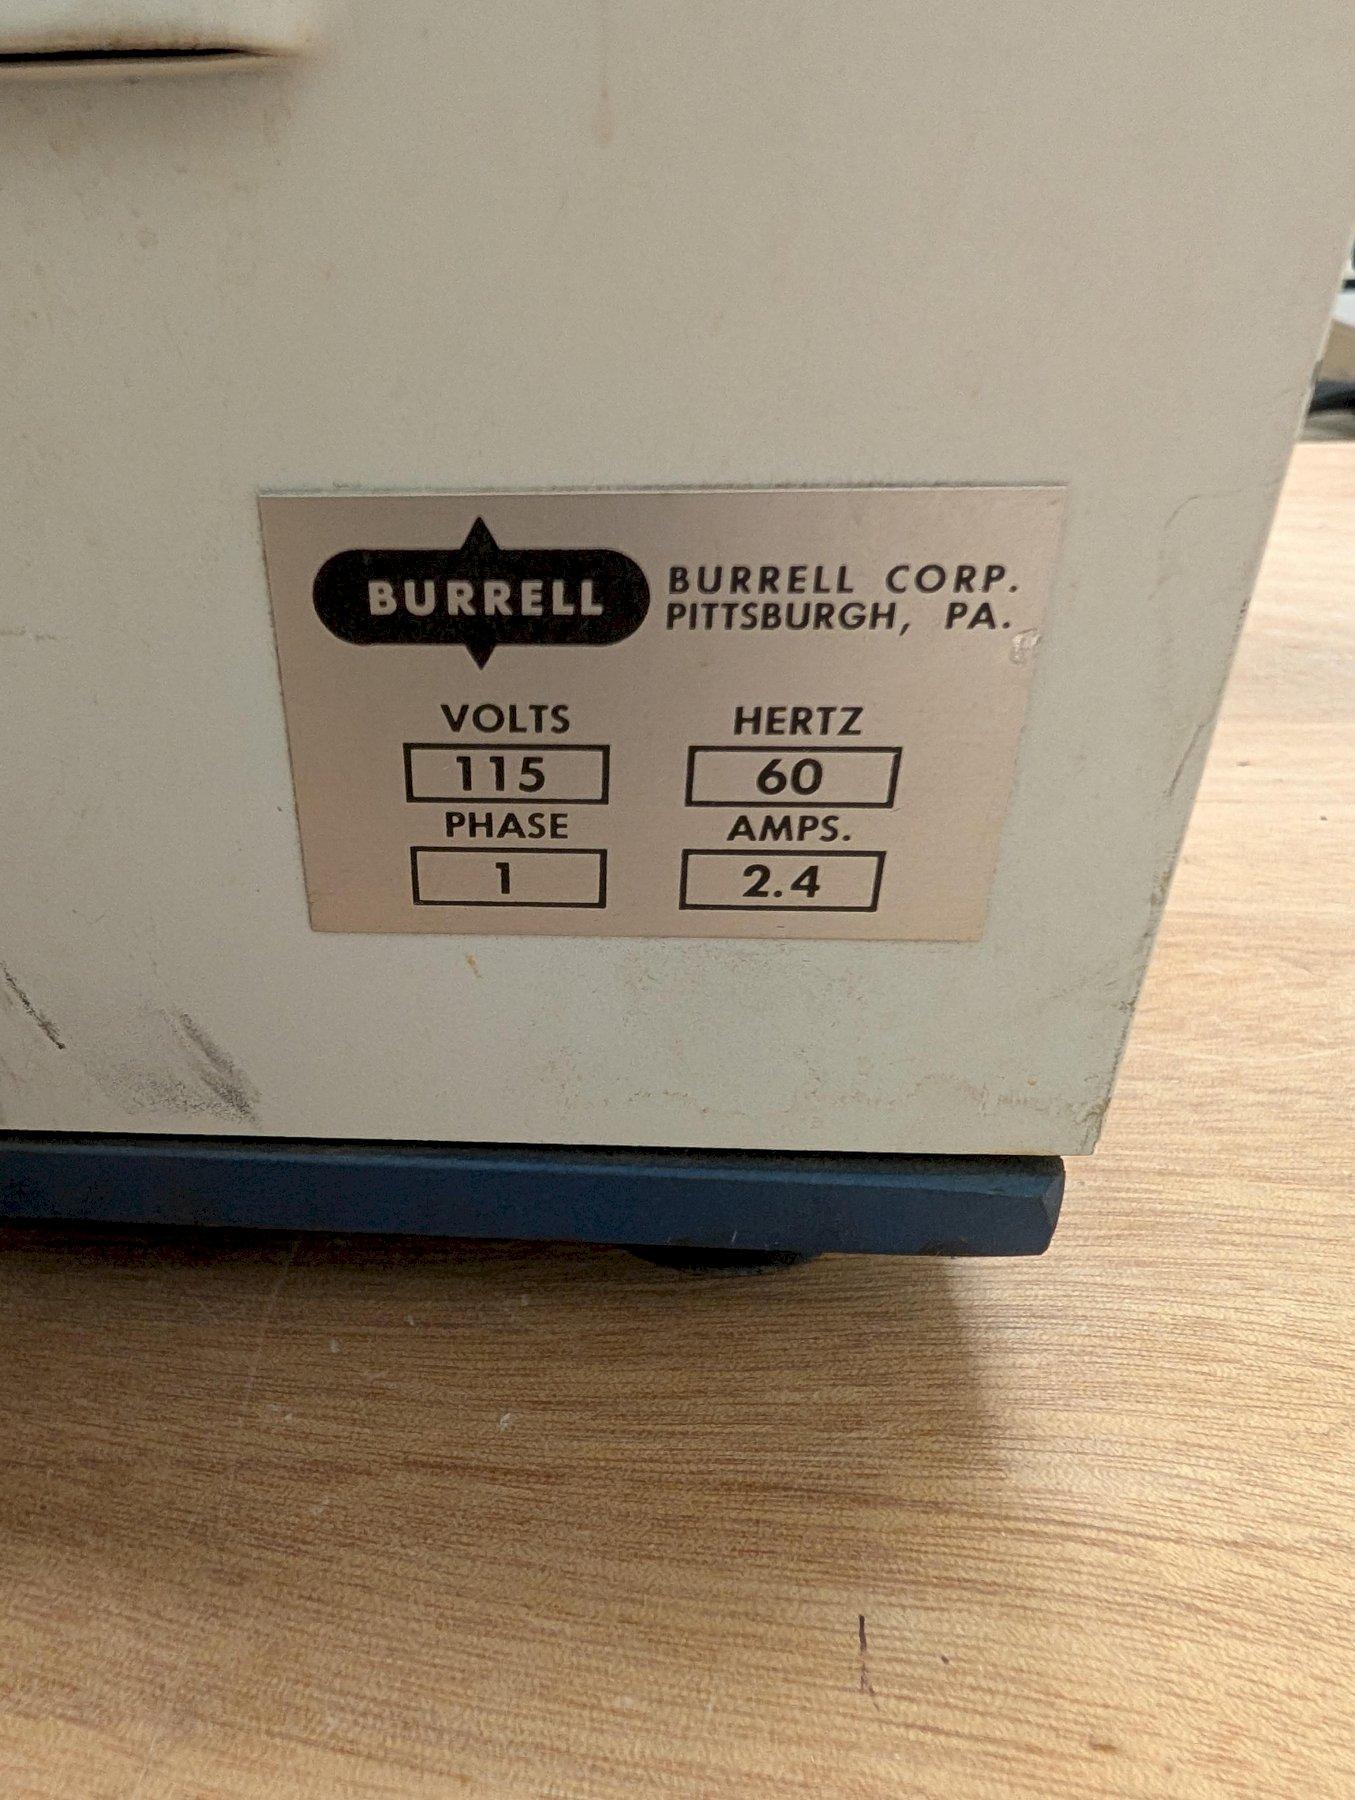 BURRELL
BURRELL CORP.
PITTSBURGH, PA.
VOLTS HERTZ
115 60
PHASE AMPS.
1 2.4